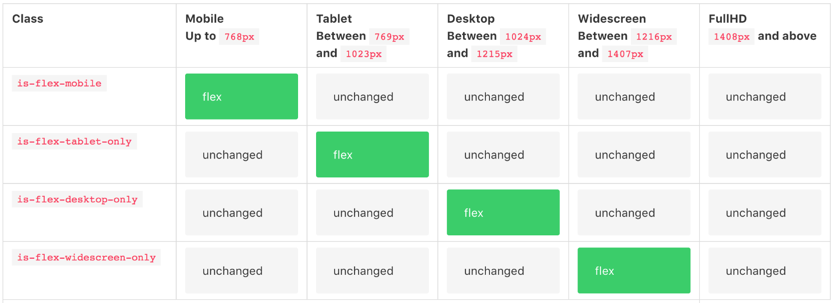 Class
Mobile
Up to 768px
Tablet
Between 769px
and 1023px
Desktop
Between 1024px
and 1215px
Widescreen
Between 1216px
and 1407px
FullHD
1408px and above
is-flex-mobile
flex
unchanged
unchanged
unchanged
unchanged
is-flex-tablet-only
unchanged
flex
unchanged
unchanged
unchanged
is-flex-desktop-only
unchanged
unchanged
flex
unchanged
unchanged
is-flex-widescreen-only
unchanged
unchanged
unchanged
flex
unchanged